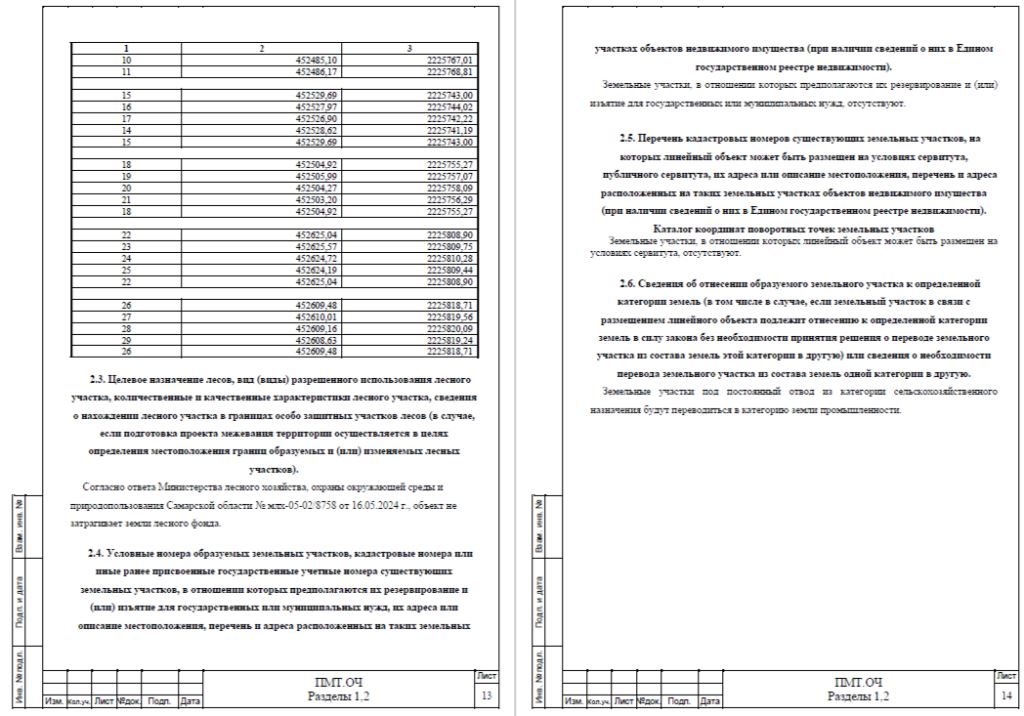 1 2 3
10 452485,10 2225767,01
11 452486,17 2225768,81
15 452529,69 2225743,00
16 452527,97 2225744,02
17 452526,90 2225742,22
14 452528,62 2225741,19
15 452529,69 2225743,00
18 452504,92 2225755,27
19 452505,99 2225757,07
20 452504,27 2225758,09
21 452503,20 2225756,29
18 452504,92 2225755,27
22 452625,04 2225808,90
23 452625,57 2225809,75
24 452624,72 2225810,28
25 452624,19 2225809,44
22 452625,04 2225808,90
26 452609,48 2225818,71
27 452610,01 2225819,56
28 452609,16 2225820,09
29 452608,63 2225819,24
26 452609,48 2225818,71
2.3. Целевое назначение лесов, вид (виды) разрешенного использования лесного
участка, количественные и качественные характеристики лесного участка, сведения
о нахождении лесного участка в границах особо защитных участков лесов (в случае,
если подготовка проекта межевания территории осуществляется в целях
определения местоположения границ образуемых и (или) изменяемых лесных
участков).
Согласно ответа Министерства лесного хозяйства, охраны окружающей среды и
природопользования Самарской области № млх-05-02/8758 от 16.05.2024 г., объект не
затрагивает земли лесного фонда.
2.4. Условные номера образуемых земельных участков, кадастровые номера или
иные ранее присвоенные государственные учетные номера существующих
земельных участков, в отношении которых предполагаются их резервирование и
(или) изъятие для государственных или муниципальных нужд, их адреса или
описание местоположения, перечень и адреса расположенных на таких земельных
Взам. инв. №
Подп. и дата
Инв. № подл.
Изм. Кол.уч. Лист №док. Подп. Дата
ПМТ.ОЧ
Разделы 1,2
Лист
13
участках объектов недвижимого имущества (при наличии сведений о них в Едином
государственном реестре недвижимости).
Земельные участки, в отношении которых предполагаются их резервирование и (или)
изъятие для государственных или муниципальных нужд, отсутствуют.
2.5. Перечень кадастровых номеров существующих земельных участков, на
которых линейный объект может быть размещен на условиях сервитута,
публичного сервитута, их адреса или описание местоположения, перечень и адреса
расположенных на таких земельных участках объектов недвижимого имущества
(при наличии сведений о них в Едином государственном реестре недвижимости).
Каталог координат поворотных точек земельных участков
Земельные участки, в отношении которых линейный объект может быть размещен на
условиях сервитута, отсутствуют.
2.6. Сведения об отнесении образуемого земельного участка к определенной
категории земель (в том числе в случае, если земельный участок в связи с
размещением линейного объекта подлежит отнесению к определенной категории
земель в силу закона без необходимости принятия решения о переводе земельного
участка из состава земель этой категории в другую) или сведения о необходимости
перевода земельного участка из состава земель одной категории в другую.
Земельные участки под постоянный отвод из категории сельскохозяйственного
назначения будут переводиться в категорию земли промышленности.
Взам. инв. №
Подп. и дата
Инв. № подл.
Изм. Кол.уч. Лист №док. Подп. Дата
ПМТ.ОЧ
Разделы 1,2
Лист
14